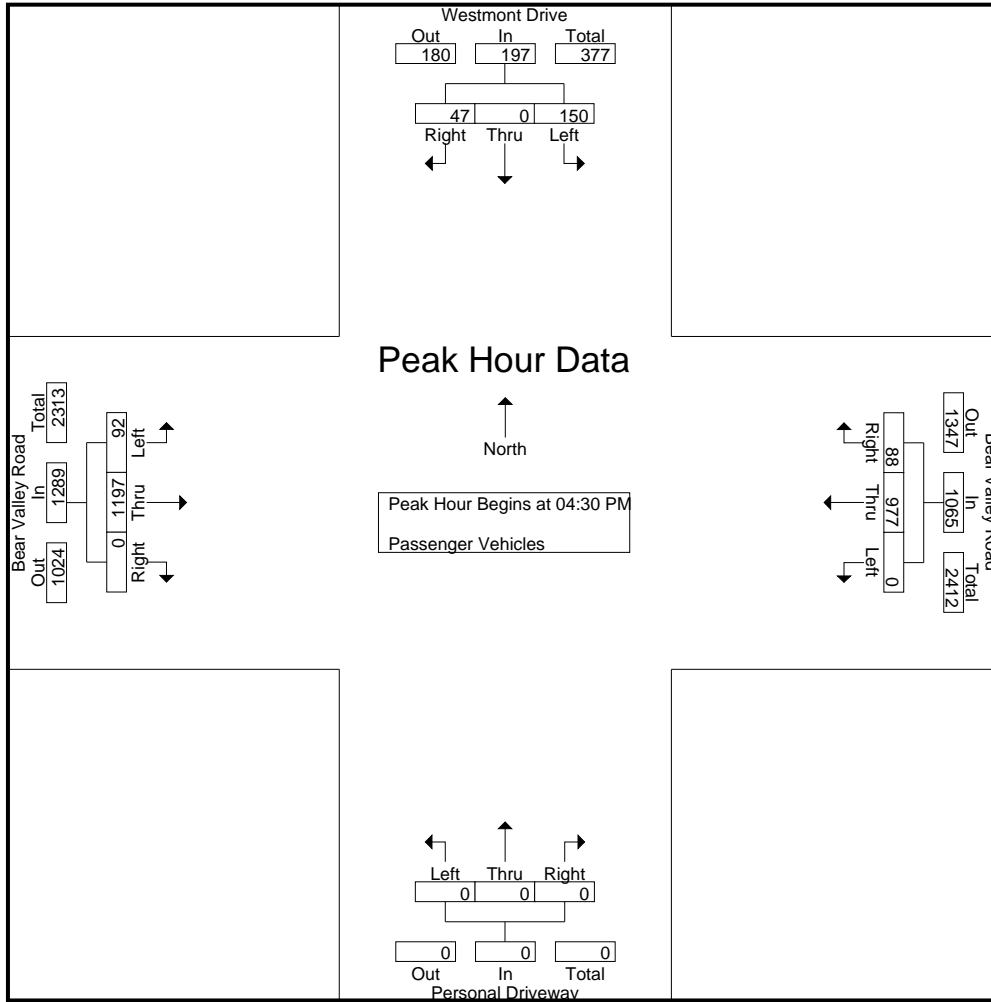 Westmont Drive
Out In Total
180 197 377
47 0 150
Right Thru Left
Peak Hour Data
North
Peak Hour Begins at 04:30 PM
Passenger Vehicles
Bear Valley Road
Out In Total
1024 1289 2313
92 1197 0
Left Thru Right
Bear Valley Road
Out In Total
1347 1065 2412
88 977 0
Right Thru Left
Left Thru Right
0 0 0
0 0 0
Out In Total
Personal Driveway